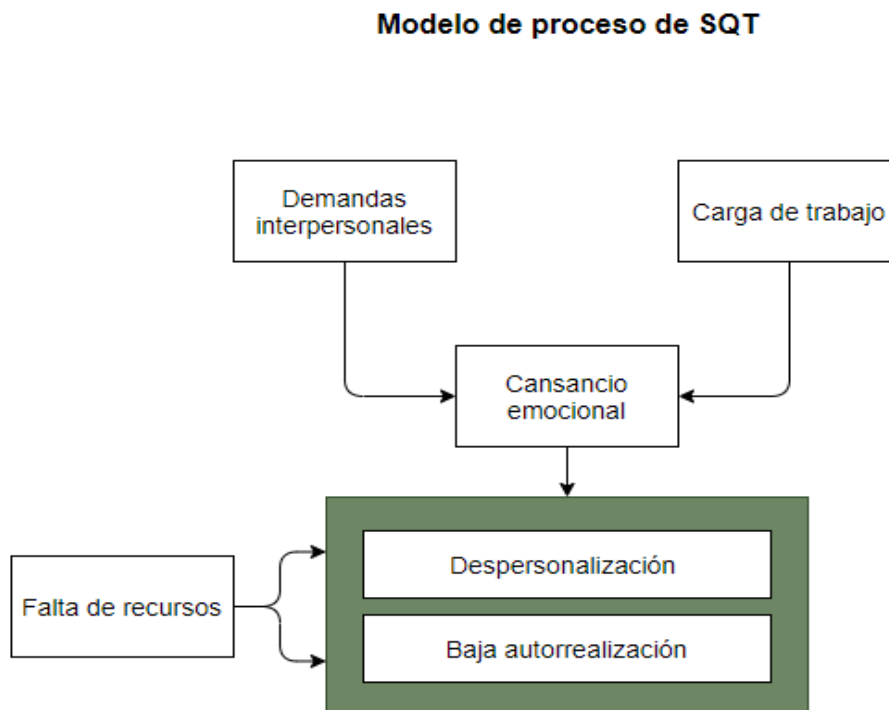 Modelo de proceso de SQT
Demandas
interpersonales
Carga de trabajo
Cansancio
emocional
Despersonalización
Falta de recursos
Baja autorrealización